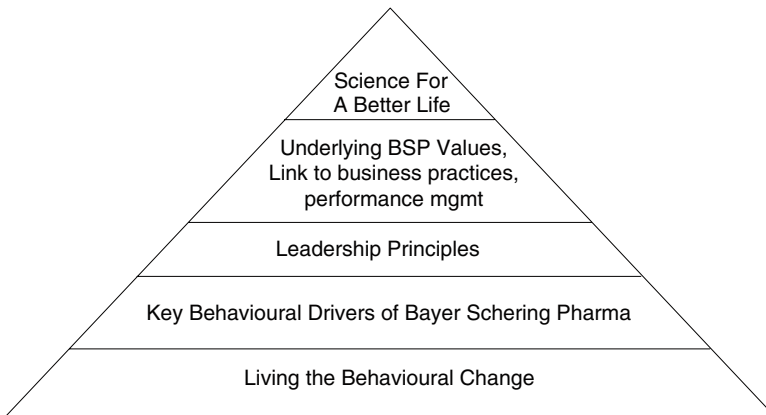 Science For
A Better Life
Underlying BSP Values,
Link to business practices,
performance mgmt
Leadership Principles
Key Behavioural Drivers of Bayer Schering Pharma
Living the Behavioural Change